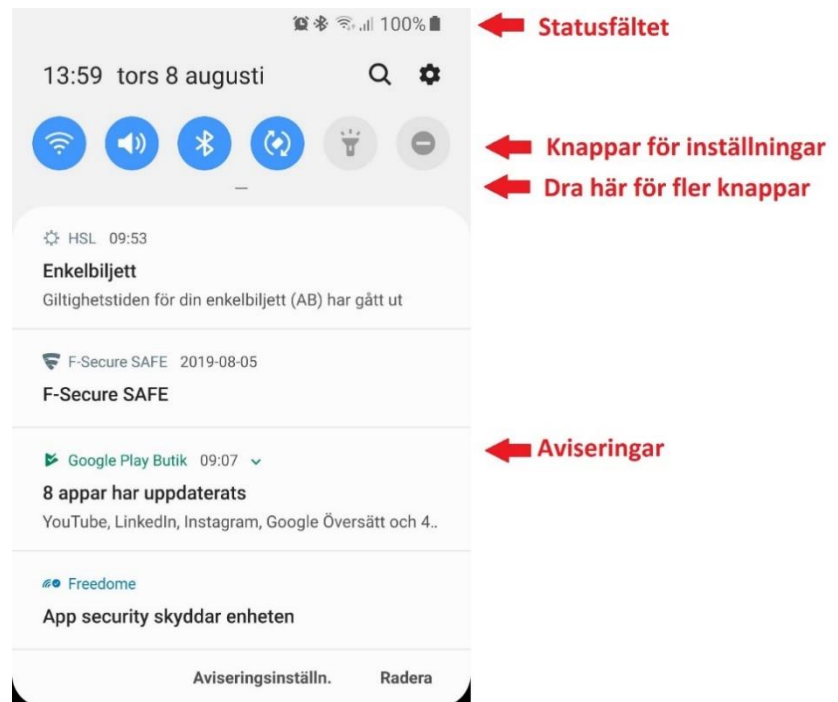 100%
Statusfältet
13:59 tors 8 augusti
Knappar för inställningar
Dra här för fler knappar
HSL 09:53
Enkelbiljett
Giltighetstiden för din enkelbiljett (AB) har gått ut
F-Secure SAFE 2019-08-05
F-Secure SAFE
Aviseringar
Google Play Butik 09:07
8 appar har uppdaterats
YouTube, LinkedIn, Instagram, Google Översätt och 4..
Freedome
App security skyddar enheten
Aviseringsinställn. Radera